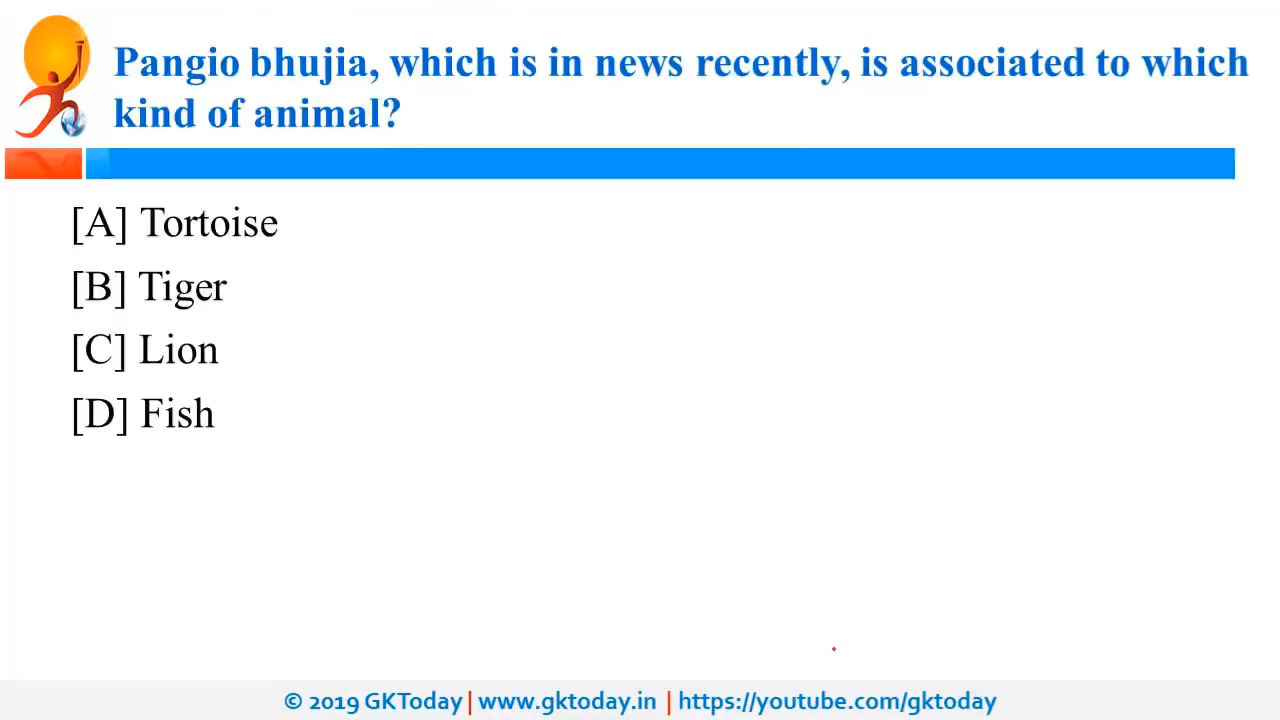 Pangio bhujia, which is in news recently, is associated to which
kind of animal?
[A] Tortoise
[B] Tiger
[C] Lion
[D] Fish
© 2019 GKToday | www.gktoday.in | https://youtube.com/gktoday